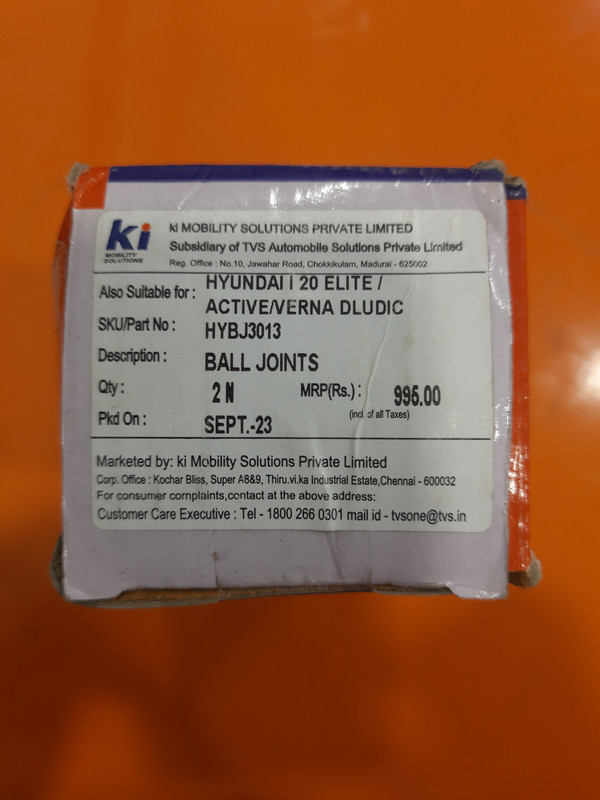 ki
MOBILITY
SOLUTIONS
ki MOBILITY SOLUTIONS PRIVATE LIMITED
Subsidiary of TVS Automobile Solutions Private Limited
Reg. Office : No.10, Jawahar Road, Chokkikulam, Madurai - 625002
Also Suitable for : HYUNDAI I 20 ELITE /
ACTIVE/VERNA DLUDIC
SKU/Part No : HYBJ3013
Description : BALL JOINTS
Qty : 2 N MRP(Rs.) : 995.00
(incl of all Taxes)
Pkd On : SEPT.-23
Marketed by: ki Mobility Solutions Private Limited
Corp. Office : Kochar Bliss, Super A8&9, Thiru.vi.ka Industrial Estate,Chennai - 600032
For consumer complaints,contact at the above address:
Customer Care Executive : Tel - 1800 266 0301 mail id - tvsone@tvs.in